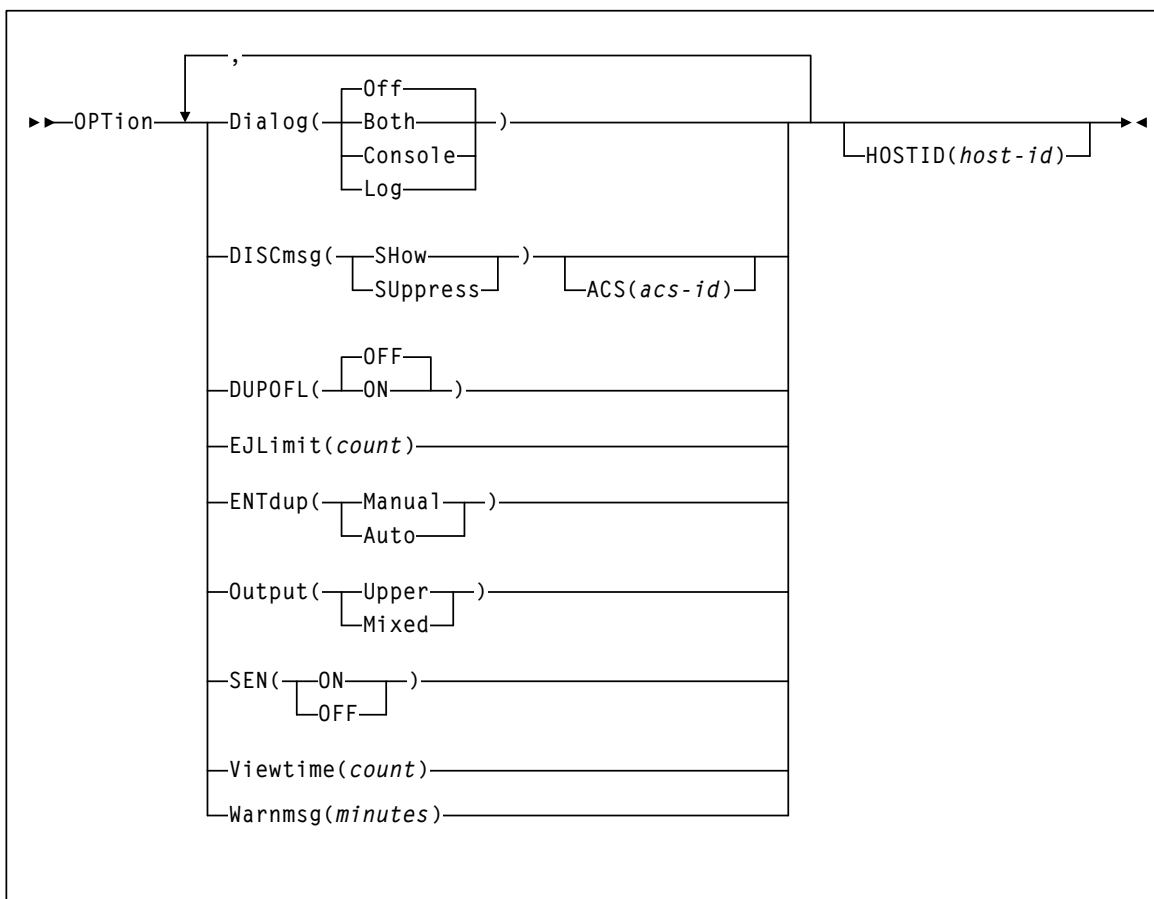 ,
Off
OPTion Dialog( Both )
Console
Log
HOSTID(host-id)
DISCmsg( SHow )
SUppress
ACS(acs-id)
OFF
DUPOFL( ON )
EJLimit(count)
ENTdup( Manual )
Auto
Output( Upper )
Mixed
SEN( ON )
OFF
Viewtime(count)
Warnmsg(minutes)